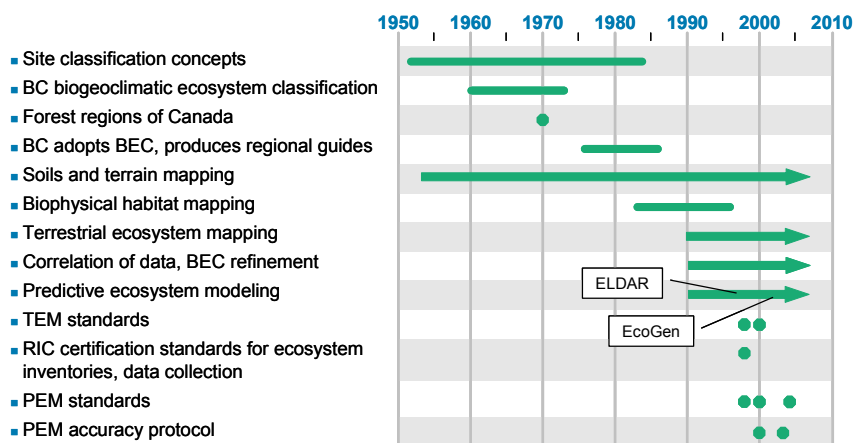 1950 1960 1970 1980 1990 2000 2010
Site classification concepts
BC biogeoclimatic ecosystem classification
Forest regions of Canada
BC adopts BEC, produces regional guides
Soils and terrain mapping
Biophysical habitat mapping
Terrestrial ecosystem mapping
Correlation of data, BEC refinement
Predictive ecosystem modeling
ELDAR
TEM standards
EcoGen
RIC certification standards for ecosystem
inventories, data collection
PEM standards
PEM accuracy protocol